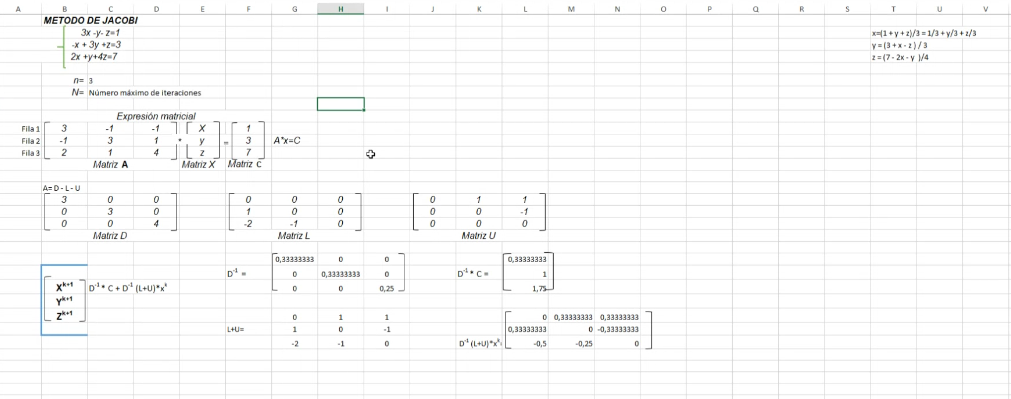 A B C D E F G H I J K L M N O P Q R S T U V
METODO DE JACOBI
3x -y- z=1 x=(1 + y + z)/3 = 1/3 + y/3 + z/3
-x + 3y +z=3 y = (3 + x - z ) / 3
2x +y+4z=7 z = (7 - 2x - y )/4
n= 3
N= Número máximo de iteraciones
Expresión matricial
Fila 1 3 -1 -1 X 1
Fila 2 -1 3 1 * y = 3 A*x=C
Fila 3 2 1 4 z 7
Matriz A Matriz X Matriz C
A= D - L - U
3 0 0 0 0 0 0 1 1
0 3 0 1 0 0 0 0 -1
0 0 4 -2 -1 0 0 0 0
Matriz D Matriz L Matriz U
0,33333333 0 0 0,33333333
D-1 = 0 0,33333333 0 D-1 * C = 1
0 0 0,25 1,75
Xk+1 D-1 * C + D-1 (L+U)*xk
Yk+1
Zk+1
0 1 1 0 0,33333333 0,33333333
L+U= 1 0 -1 0,33333333 0 -0,33333333
-2 -1 0 D-1 (L+U)*xk= -0,5 -0,25 0